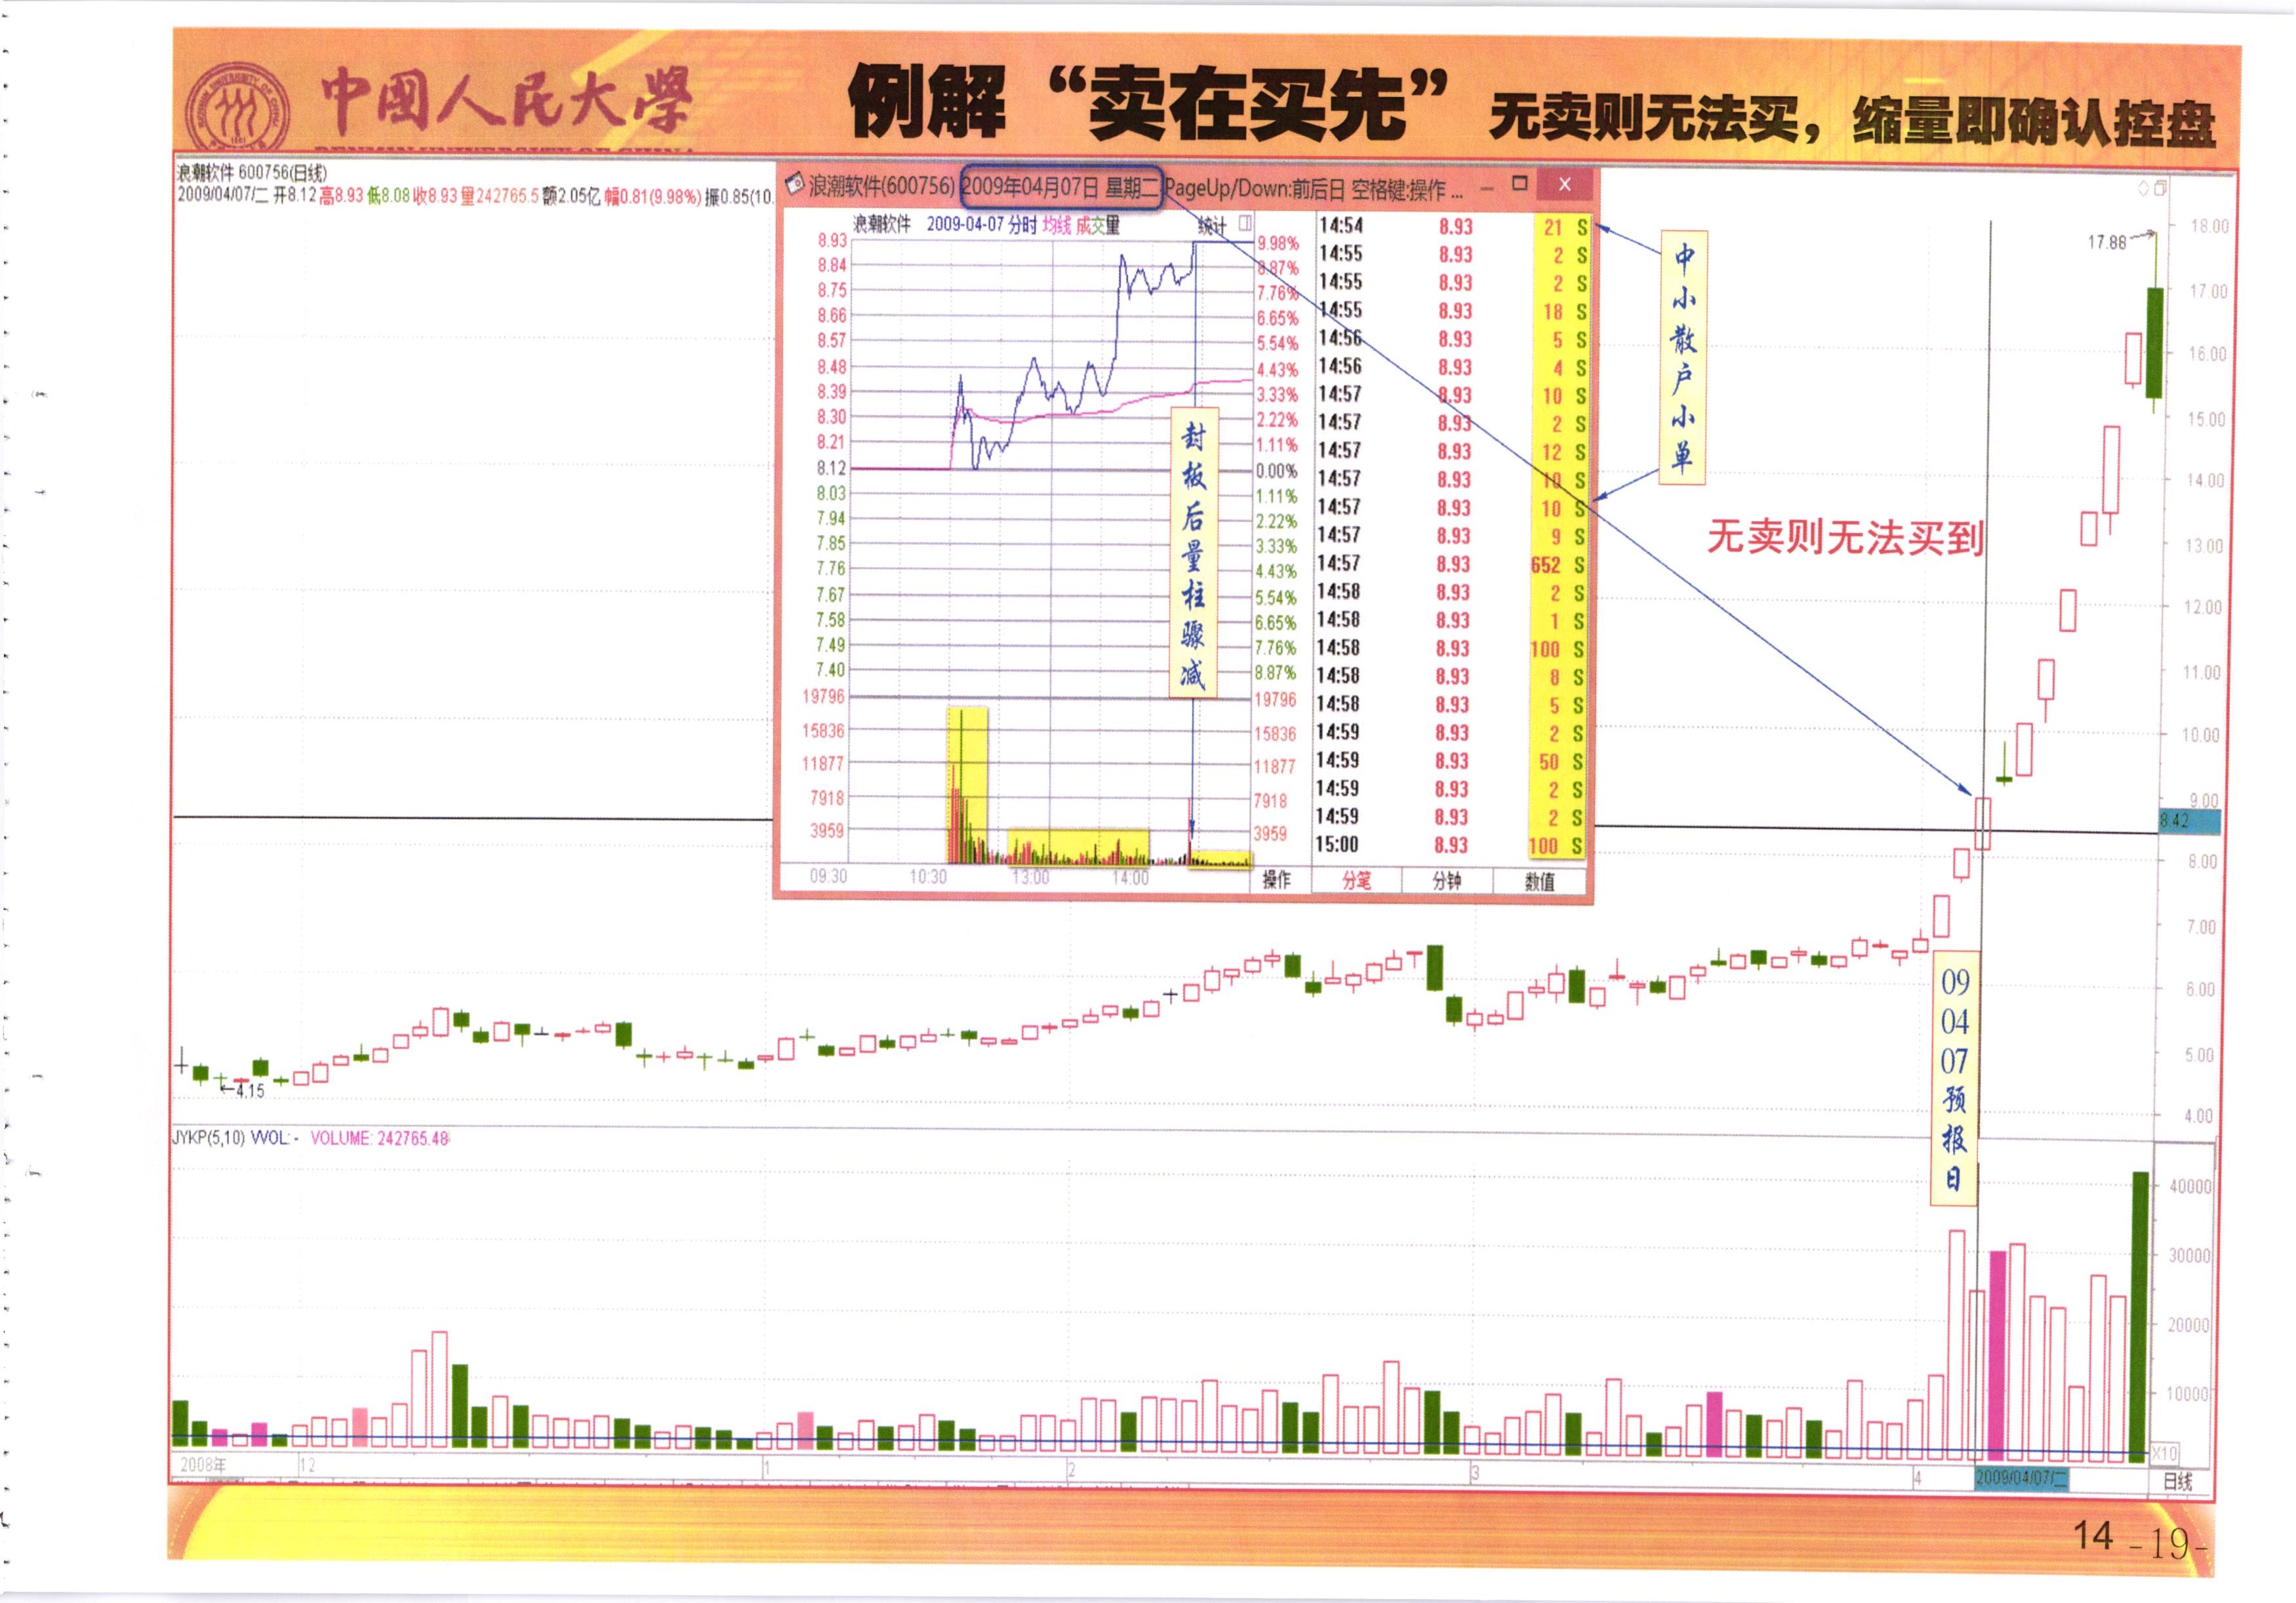 中国人民大學
例解“卖在买先” 无卖则无法买，缩量即确认控盘
浪潮软件 600756(日线)
2009/04/07/二 开8.12 高8.93 低8.08 收8.93 量242765.5 额2.05亿 幅0.81(9.98%) 振0.85(10.
浪潮软件(600756) 2009年04月07日 星期二 PageUp/Down:前后日 空格键:操作 ...
浪潮软件 2009-04-07 分时 均线 成交量 统计
8.93
8.84
8.75
8.66
8.57
8.48
8.39
8.30
8.21
8.12
8.03
7.94
7.85
7.76
7.67
7.58
7.49
7.40
19796
15836
11877
7918
3959
9.98%
8.87%
7.76%
6.65%
5.54%
4.43%
3.33%
2.22%
1.11%
0.00%
1.11%
2.22%
3.33%
4.43%
5.54%
6.65%
7.76%
8.87%
19796
15836
11877
7918
3959
09:30 10:30 13:00 14:00
封板后量柱骤减
14:54 8.93 21 S
14:55 8.93 2 S
14:55 8.93 2 S
14:55 8.93 18 S
14:56 8.93 5 S
14:56 8.93 4 S
14:57 8.93 10 S
14:57 8.93 2 S
14:57 8.93 12 S
14:57 8.93 10 S
14:57 8.93 10 S
14:57 8.93 9 S
14:57 8.93 652 S
14:58 8.93 2 S
14:58 8.93 1 S
14:58 8.93 100 S
14:58 8.93 8 S
14:58 8.93 5 S
14:59 8.93 2 S
14:59 8.93 50 S
14:59 8.93 2 S
14:59 8.93 2 S
15:00 8.93 100 S
操作 分笔 分钟 数值
中小散户小单
无卖则无法买到
17.88
18.00
17.00
16.00
15.00
14.00
13.00
12.00
11.00
10.00
9.00
8.42
8.00
7.00
6.00
5.00
4.00
4.15
09 04 07 预报日
JYKP(5,10) VVOL: - VOLUME: 242765.48
40000
30000
20000
10000
X10
2008年 12 1 2 3 4 2009/04/07/二 日线
14 -19-